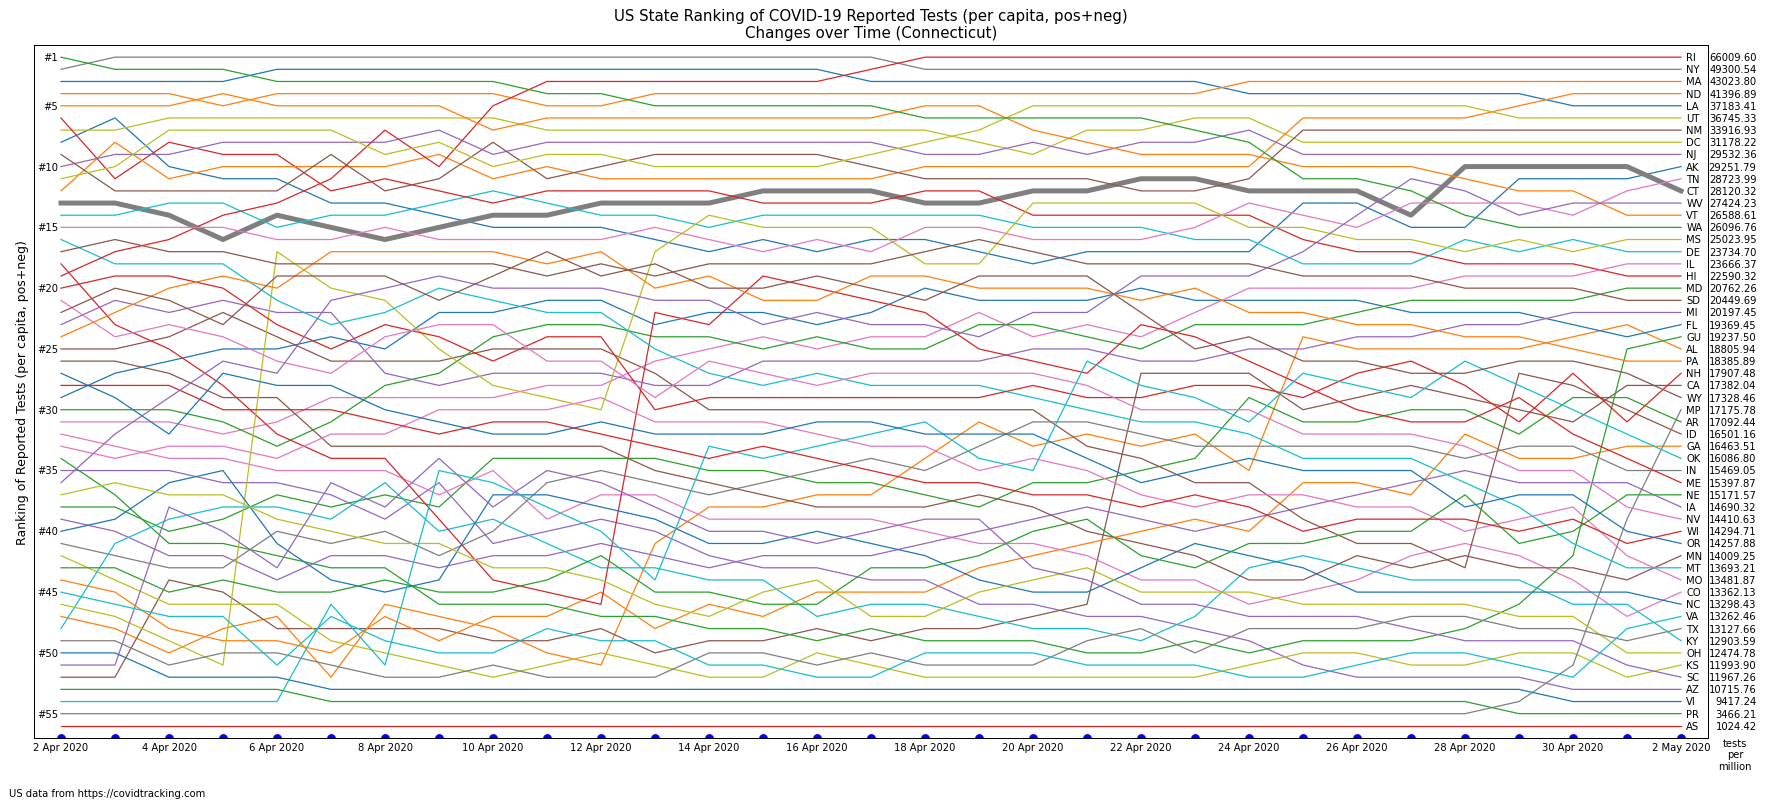 US State Ranking of COVID-19 Reported Tests (per capita, pos+neg)
Changes over Time (Connecticut)
Ranking of Reported Tests (per capita, pos+neg)
#1
#5
#10
#15
#20
#25
#30
#35
#40
#45
#50
#55
RI 66009.60
NY 49300.54
MA 43023.80
ND 41396.89
LA 37183.41
UT 36745.33
NM 33916.93
DC 31178.22
NJ 29532.36
AK 29251.79
TN 28723.99
CT 28120.32
WV 27424.23
VT 26588.61
WA 26096.76
MS 25023.95
DE 23734.70
IL 23666.37
HI 22590.32
MD 20762.26
SD 20449.69
MI 20197.45
FL 19369.45
GU 19237.50
AL 18805.94
PA 18385.89
NH 17907.48
CA 17382.04
WY 17328.46
MP 17175.78
AR 17092.44
ID 16501.16
GA 16463.51
OK 16086.80
IN 15469.05
ME 15397.87
NE 15171.57
IA 14690.32
NV 14410.63
WI 14294.71
OR 14257.88
MN 14009.25
MT 13693.21
MO 13481.87
CO 13362.13
NC 13298.43
VA 13262.46
TX 13127.66
KY 12903.59
OH 12474.78
KS 11993.90
SC 11967.26
AZ 10715.76
VI 9417.24
PR 3466.21
AS 1024.42
2 Apr 2020 4 Apr 2020 6 Apr 2020 8 Apr 2020 10 Apr 2020 12 Apr 2020 14 Apr 2020 16 Apr 2020 18 Apr 2020 20 Apr 2020 22 Apr 2020 24 Apr 2020 26 Apr 2020 28 Apr 2020 30 Apr 2020 2 May 2020
tests
per
million
US data from https://covidtracking.com